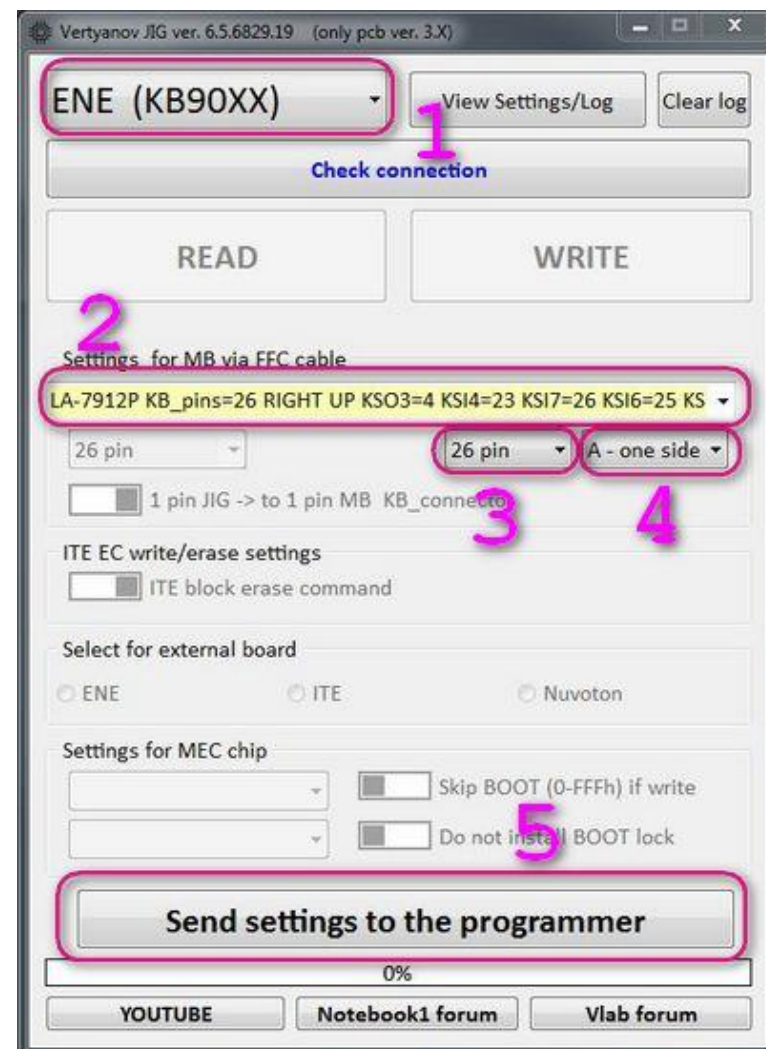 Vertyanov JIG ver. 6.5.6829.19 (only pcb ver. 3.X)
ENE (KB90XX) View Settings/Log Clear log
1
Check connection
READ WRITE
2
Settings for MB via FFC cable
LA-7912P KB_pins=26 RIGHT UP KSO3=4 KSI4=23 KSI7=26 KSI6=25 KS
26 pin 26 pin A - one side
1 pin JIG -> to 1 pin MB KB_connector
3 4
ITE EC write/erase settings
ITE block erase command
Select for external board
ENE ITE Nuvoton
Settings for MEC chip
Skip BOOT (0-FFFh) if write
5
Do not install BOOT lock
Send settings to the programmer
0%
YOUTUBE Notebook1 forum Vlab forum